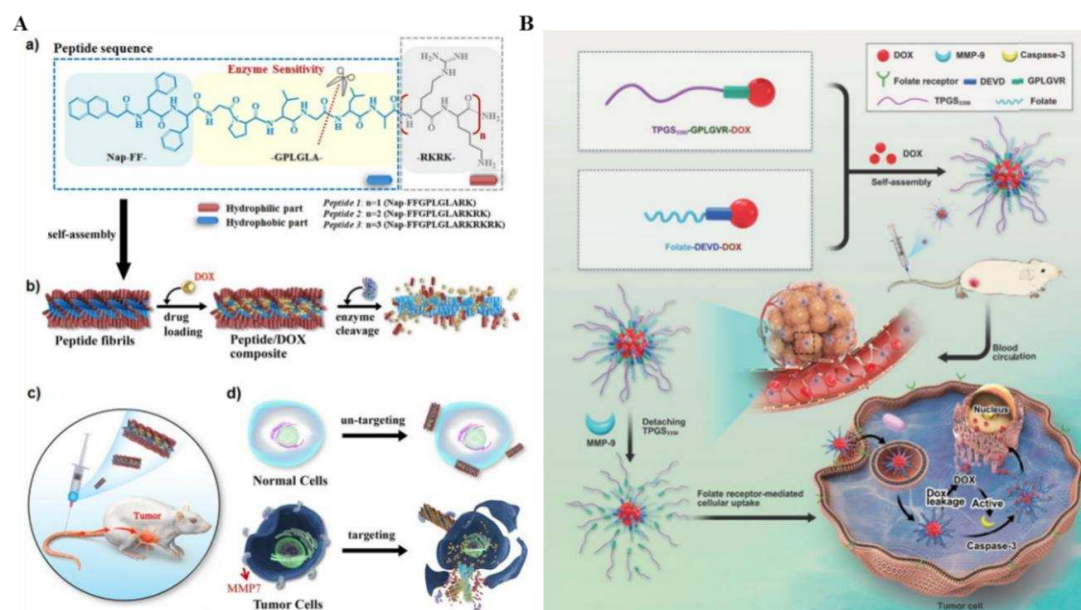 A
a)
Peptide sequence
Enzyme Sensitivity
Nap-FF-
-GPLGLA-
-RKRK-
n
Hydrophilic part
Hydrophobic part
Peptide 1: n=1 (Nap-FFGPLGLARK)
Peptide 2: n=2 (Nap-FFGPLGLARKRK)
Peptide 3: n=3 (Nap-FFGPLGLARKRKRK)
self-assembly
b)
DOX
drug
loading
enzyme
cleavage
Peptide fibrils
Peptide/DOX
composite
c)
Tumor
d)
un-targeting
Normal Cells
targeting
MMP7
Tumor Cells
B
DOX
MMP-9
Caspase-3
Folate receptor
DEVD
GPLGVR
TPGS3350
Folate
TPGS3350-GPLGVR-DOX
Folate-DEVD-DOX
DOX
Self-assembly
Blood
circulation
MMP-9
Detaching
TPGS3350
Folate receptor-mediated
cellular uptake
Nucleus
DOX
Dox
leakage
Active
Caspase-3
Tumor cell